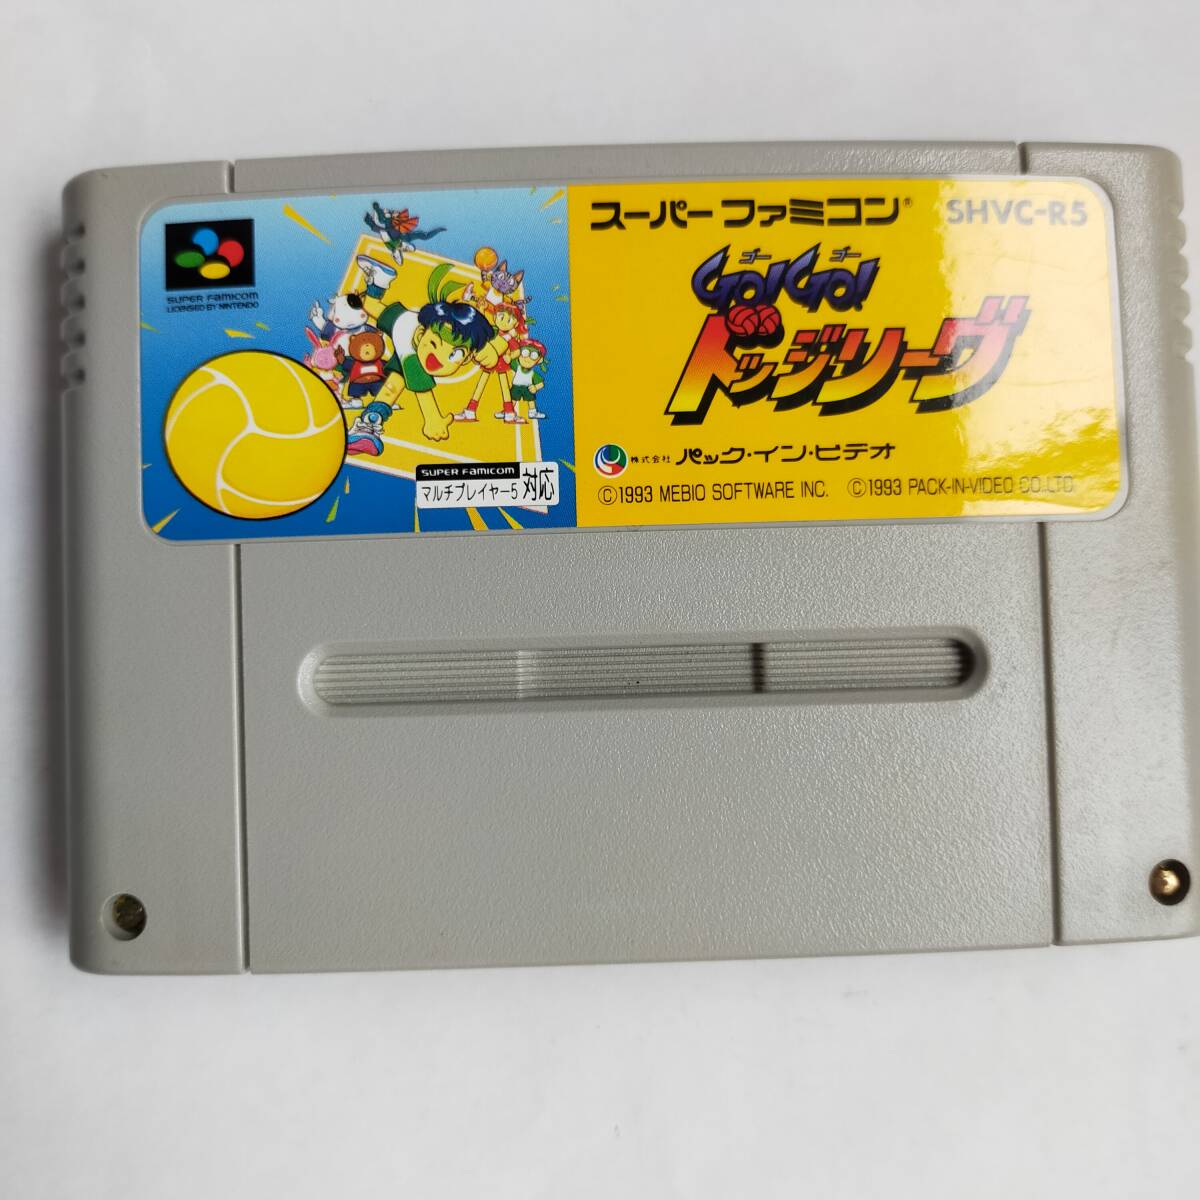 SUPER FAMICOM
LICENSED BY NINTENDO
スーパーファミコン® SHVC-R5
ゴー ゴー
GO!GO!
ドッジリーグ
株式会社 パック・イン・ビデオ
SUPER FAMICOM
マルチプレイヤー5 対応
©1993 MEBIO SOFTWARE INC. ©1993 PACK-IN-VIDEO CO.LTD.